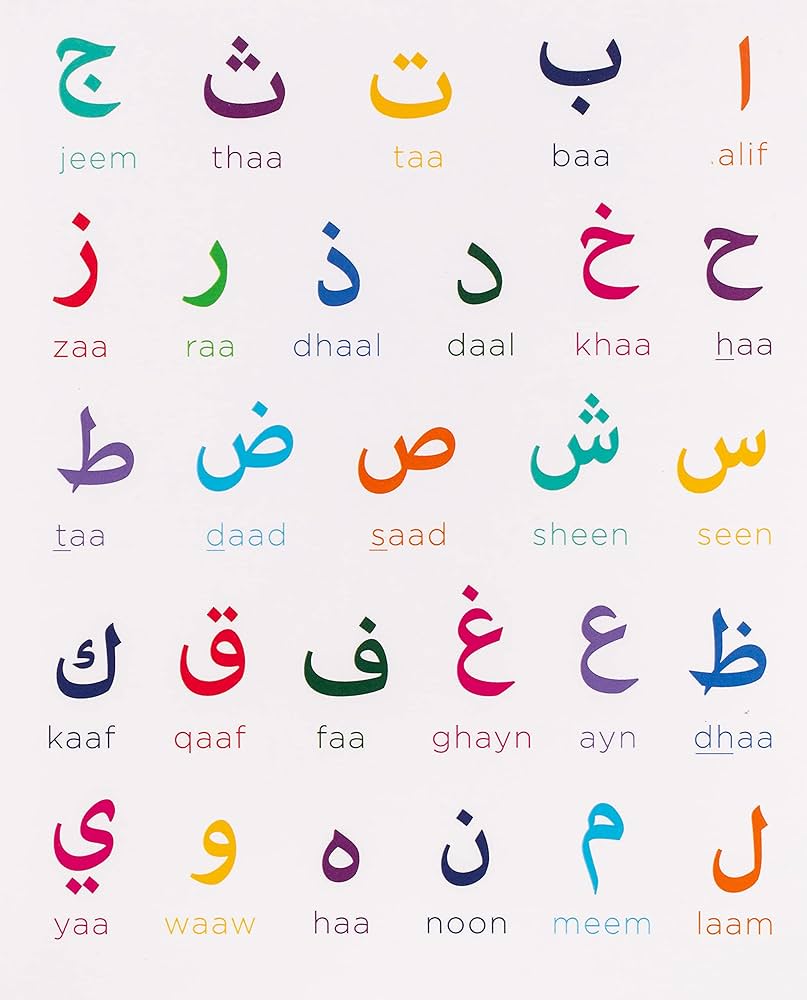 ا ب ت ث ج
.alif baa taa thaa jeem
ح خ د ذ ر ز
haa khaa daal dhaal raa zaa
س ش ص ض ط
seen sheen saad daad taa
ظ ع غ ف ق ك
dhaa ayn ghayn faa qaaf kaaf
ل م ن ه و ي
laam meem noon haa waaw yaa